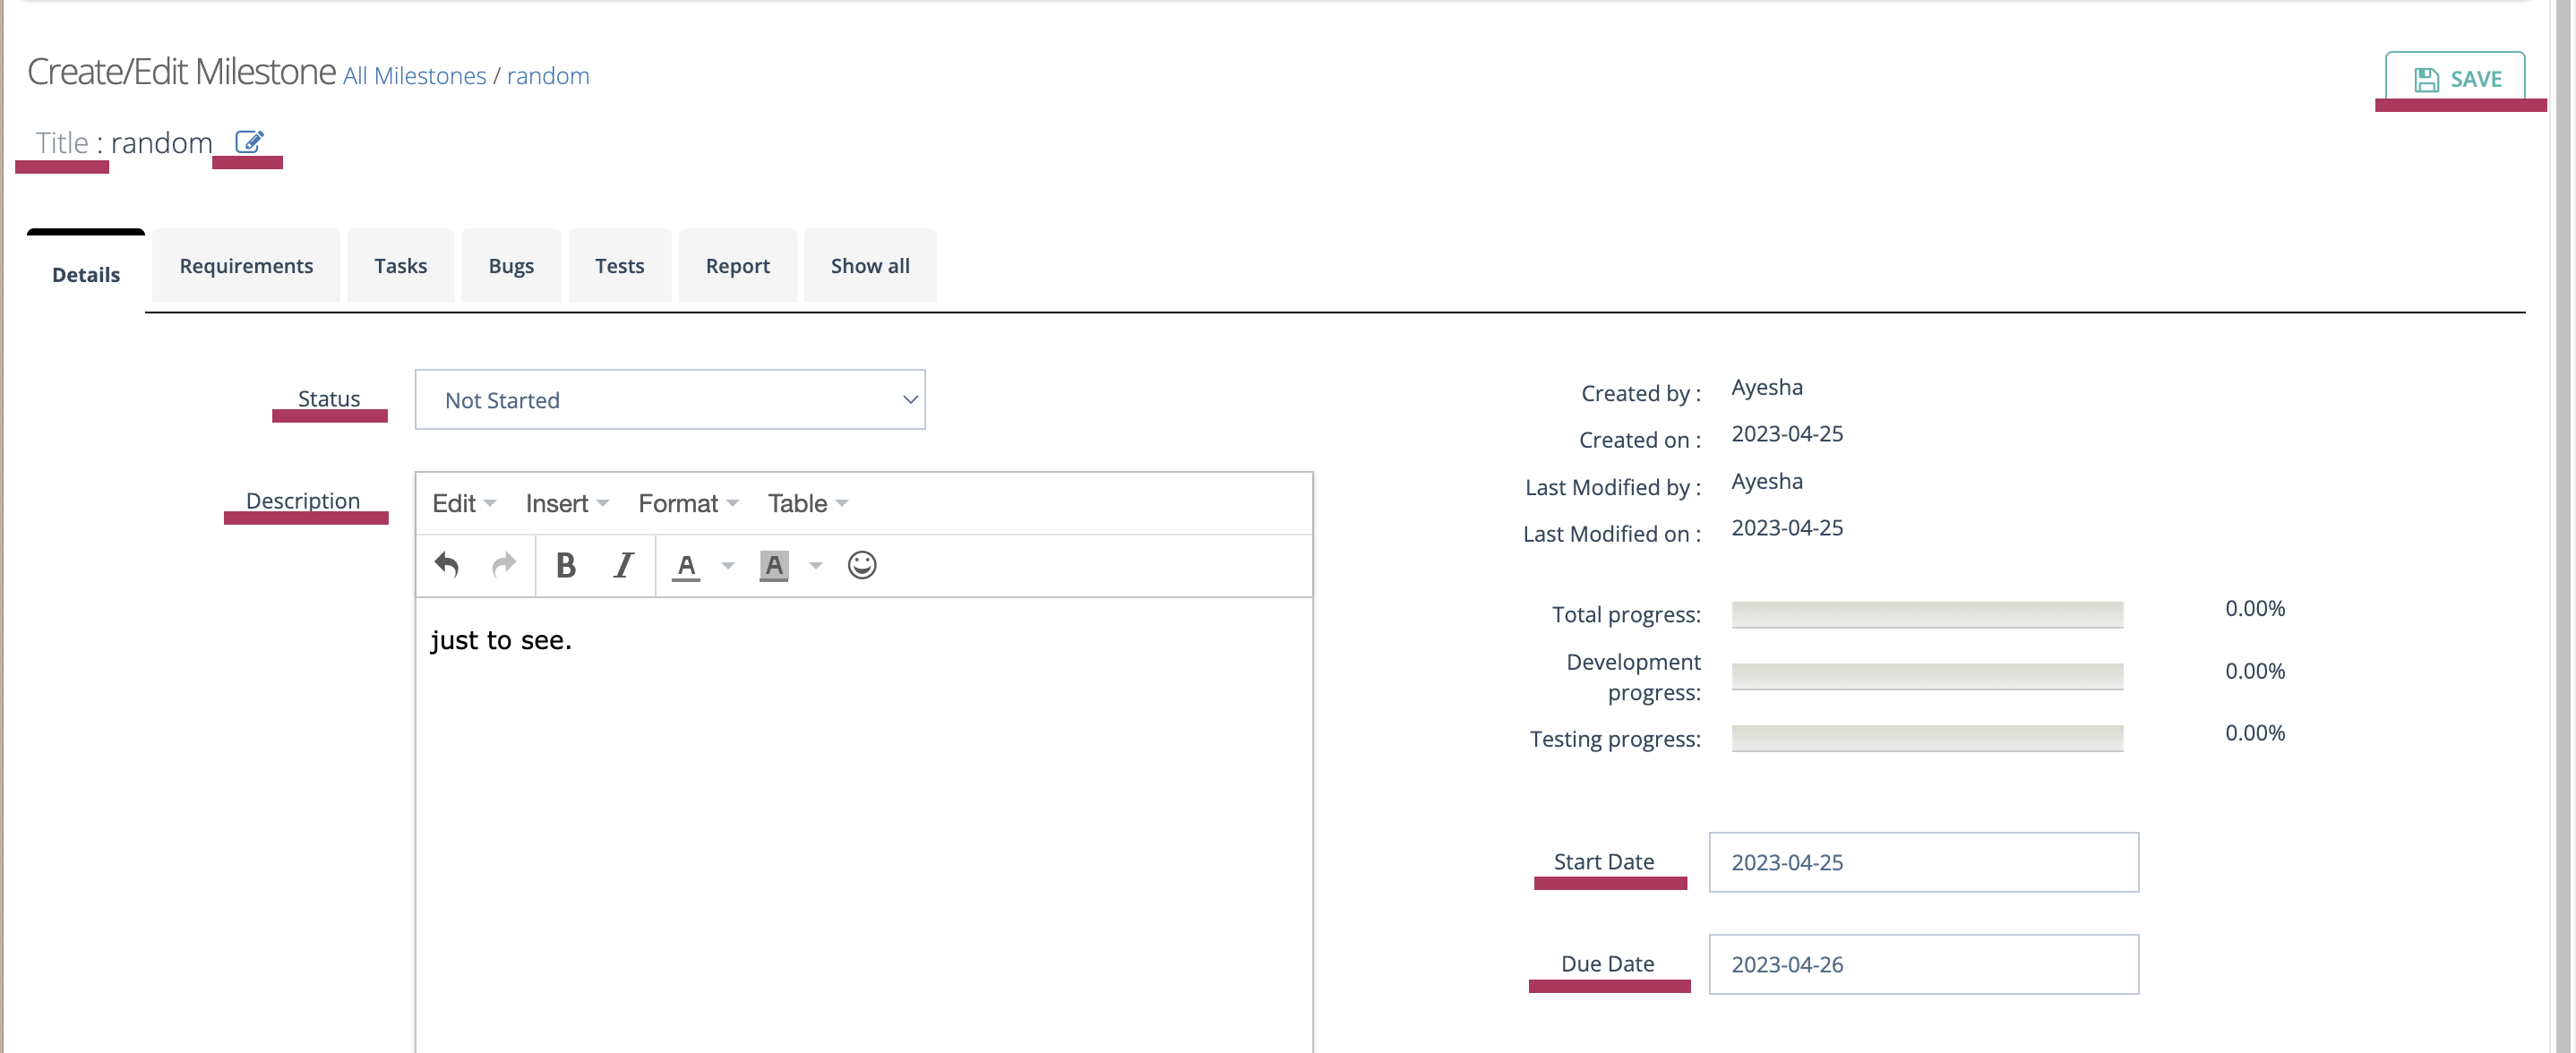 Create/Edit Milestone All Milestones / random
SAVE
Title : random
Details Requirements Tasks Bugs Tests Report Show all
Status Not Started
Description
Edit Insert Format Table
B I A A
just to see.
Created by : Ayesha
Created on : 2023-04-25
Last Modified by : Ayesha
Last Modified on : 2023-04-25
Total progress: 0.00%
Development
progress: 0.00%
Testing progress: 0.00%
Start Date 2023-04-25
Due Date 2023-04-26